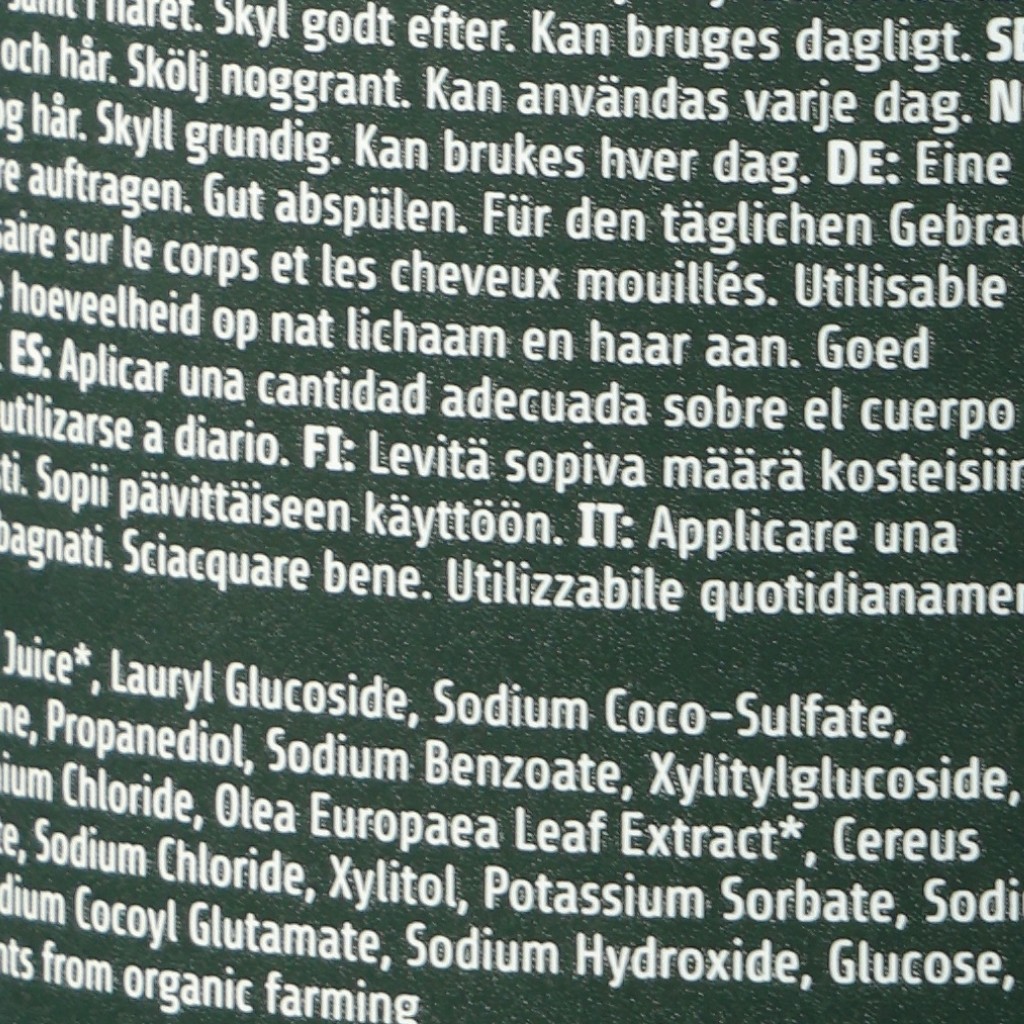 håret. Skyl godt efter. Kan bruges dagligt.
och hår. Skölj noggrant. Kan användas varje dag.
og hår. Skyll grundig. Kan brukes hver dag. DE: Eine
auftragen. Gut abspülen. Für den täglichen
sur le corps et les cheveux mouillés. Utilisable
hoeveelheid op nat lichaam en haar aan. Goed
ES: Aplicar una cantidad adecuada sobre el cuerpo
utilizarse a diario. FI: Levitä sopiva määrä
Sopii päivittäiseen käyttöön. IT: Applicare una
bagnati. Sciacquare bene. Utilizzabile
Juice*, Lauryl Glucoside, Sodium Coco-Sulfate,
Propanediol, Sodium Benzoate, Xylitylglucoside,
Chloride, Olea Europaea Leaf Extract*, Cereus
Sodium Chloride, Xylitol, Potassium Sorbate,
Cocoyl Glutamate, Sodium Hydroxide, Glucose,
from organic farming